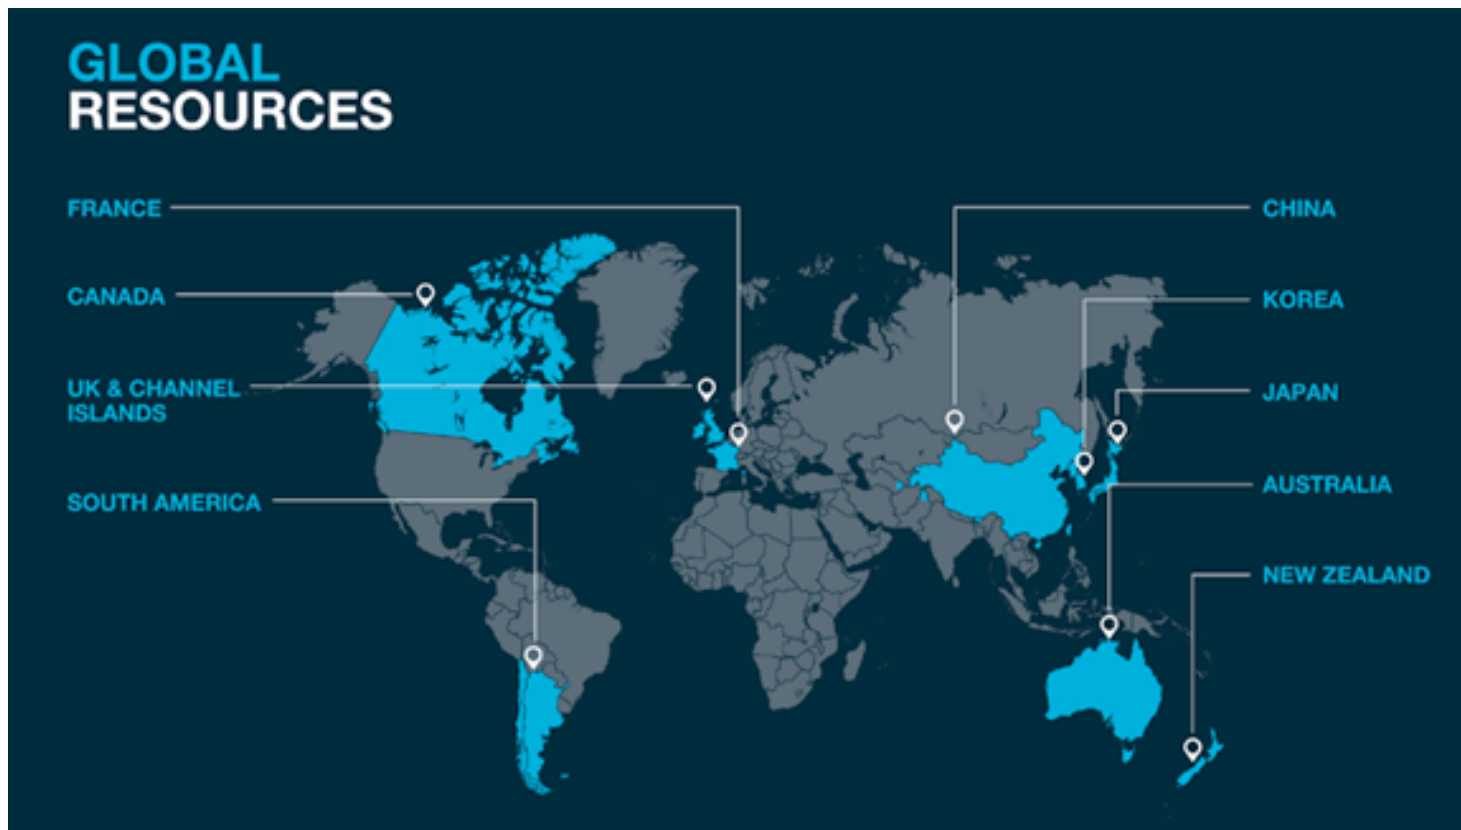 GLOBAL
RESOURCES
FRANCE
CANADA
UK & CHANNEL
ISLANDS
SOUTH AMERICA
CHINA
KOREA
JAPAN
AUSTRALIA
NEW ZEALAND